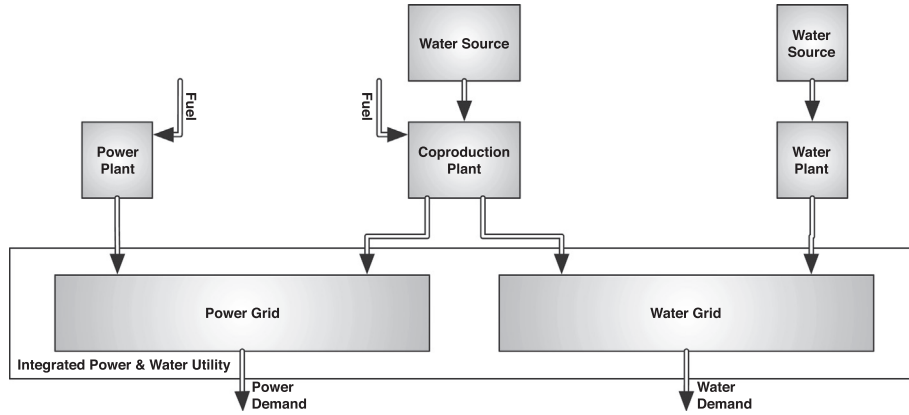 Water Source
Water
Source
Fuel
Fuel
Power
Plant
Coproduction
Plant
Water
Plant
Power Grid
Water Grid
Integrated Power & Water Utility
Power
Demand
Water
Demand